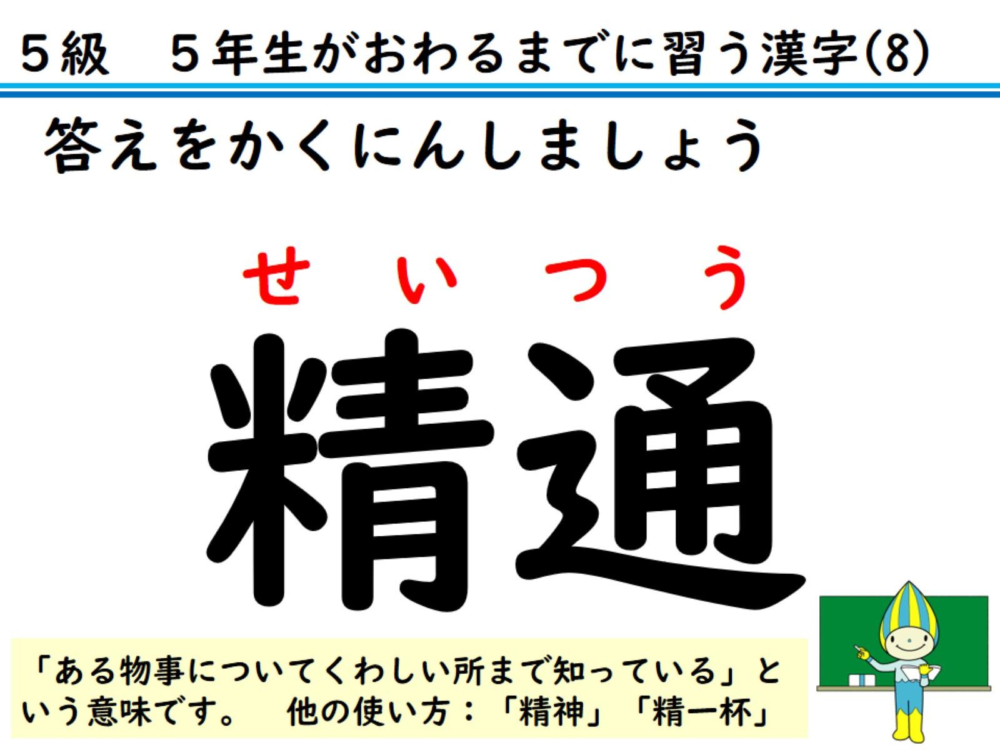 ５級　５年生がおわるまでに習う漢字(8)
答えをかくにんしましょう
せいつう
精通
「ある物事についてくわしい所まで知っている」と
いう意味です。　他の使い方：「精神」「精一杯」